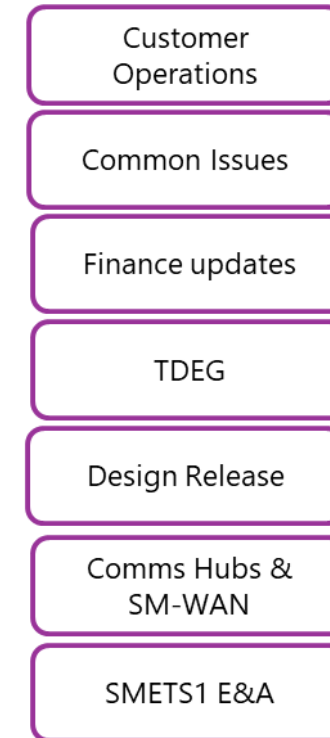 Customer
Operations
Common Issues
Finance updates
TDEG
Design Release
Comms Hubs &
SM-WAN
SMETS1 E&A